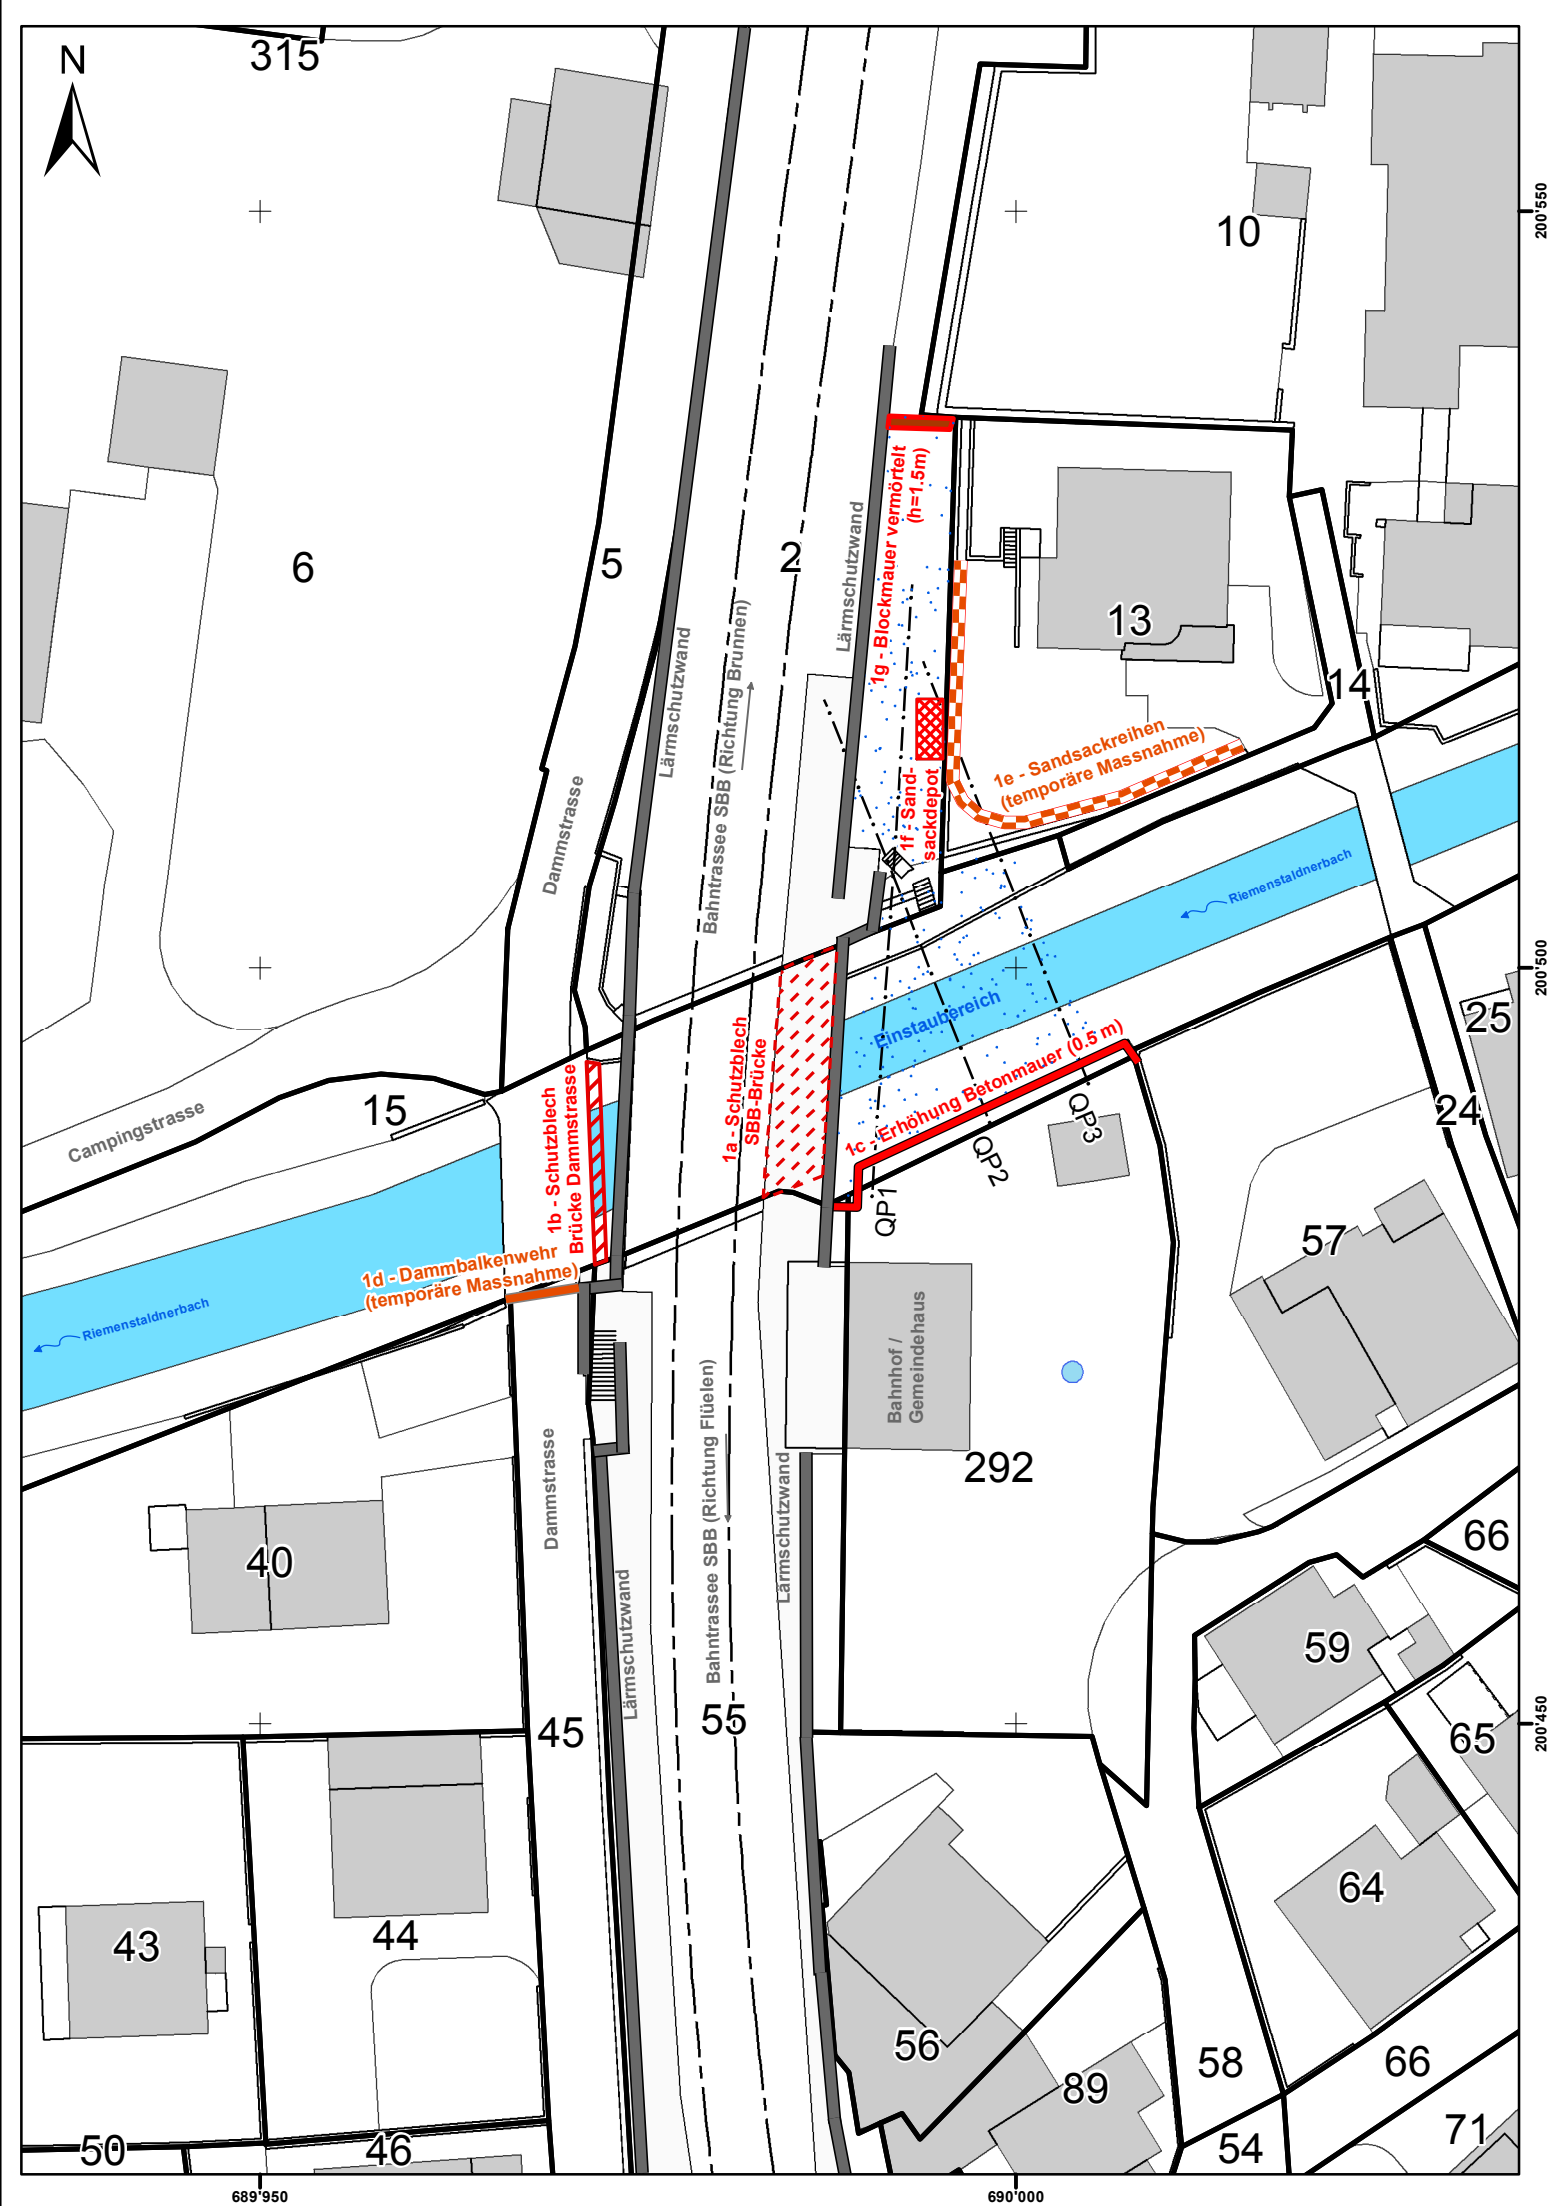 315
N
200'550
10
6
5
2
Lärmschutzwand
1g - Blockmauer vermörtelt
(h=1.5m)
13
14
Lärmschutzwand
Bahntrassee SBB (Richtung Brunnen)
1e - Sandsackreihen
(temporäre Massnahme)
1f - Sand-
sackdepot
Dammstrasse
Riemenstaldnerbach
200'500
Einstaubereich
25
1a - Schutzblech
SBB-Brücke
1c - Erhöhung Betonmauer (0.5 m)
24
15
Campingstrasse
1b - Schutzblech
Brücke Dammstrasse
QP1
QP2
QP3
57
1d - Dammbalkenwehr
(temporäre Massnahme)
Riemenstaldnerbach
Bahnhof /
Gemeindehaus
292
Bahntrassee SBB (Richtung Flüelen)
Lärmschutzwand
Dammstrasse
Lärmschutzwand
40
66
59
45
55
65
200'450
64
43
44
56
58
66
89
50
46
54
71
689'950
690'000